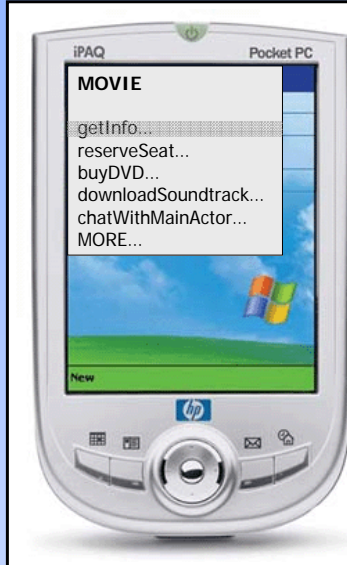 iPAQ Pocket PC
MOVIE
getInfo...
reserveSeat...
buyDVD...
downloadSoundtrack...
chatWithMainActor...
MORE...
New
hp